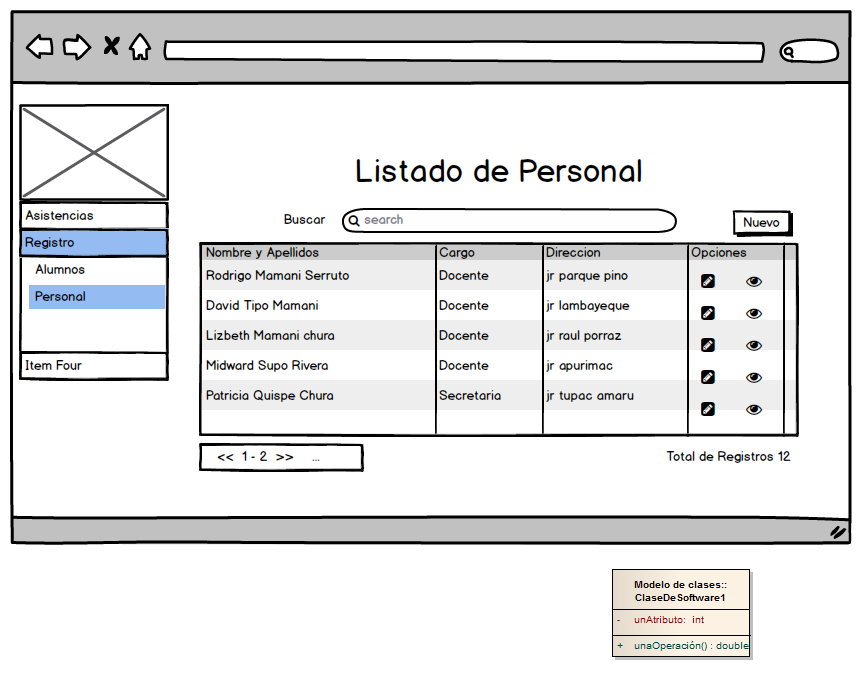 Listado de Personal
Asistencias
Registro
Alumnos
Personal
Item Four
Buscar search Nuevo
Nombre y Apellidos Cargo Direccion Opciones
Rodrigo Mamani Serruto Docente jr parque pino
David Tipo Mamani Docente jr lambayeque
Lizbeth Mamani chura Docente jr raul porraz
Midward Supo Rivera Docente jr apurimac
Patricia Quispe Chura Secretaria jr tupac amaru
<< 1 - 2 >> ... Total de Registros 12
Modelo de clases::
ClaseDeSoftware1
- unAtributo: int
+ unaOperación() : double